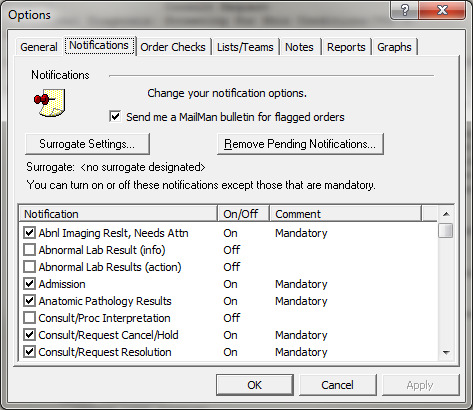 Options
General Notifications Order Checks Lists/Teams Notes Reports Graphs
Notifications
Change your notification options.
Send me a MailMan bulletin for flagged orders
Surrogate Settings... Remove Pending Notifications...
Surrogate: <no surrogate designated>
You can turn on or off these notifications except those that are mandatory.
Notification On/Off Comment
Abnl Imaging Reslt, Needs Attn On Mandatory
Abnormal Lab Result (info) Off
Abnormal Lab Results (action) Off
Admission On Mandatory
Anatomic Pathology Results On Mandatory
Consult/Proc Interpretation Off
Consult/Request Cancel/Hold On Mandatory
Consult/Request Resolution On Mandatory
OK Cancel Apply